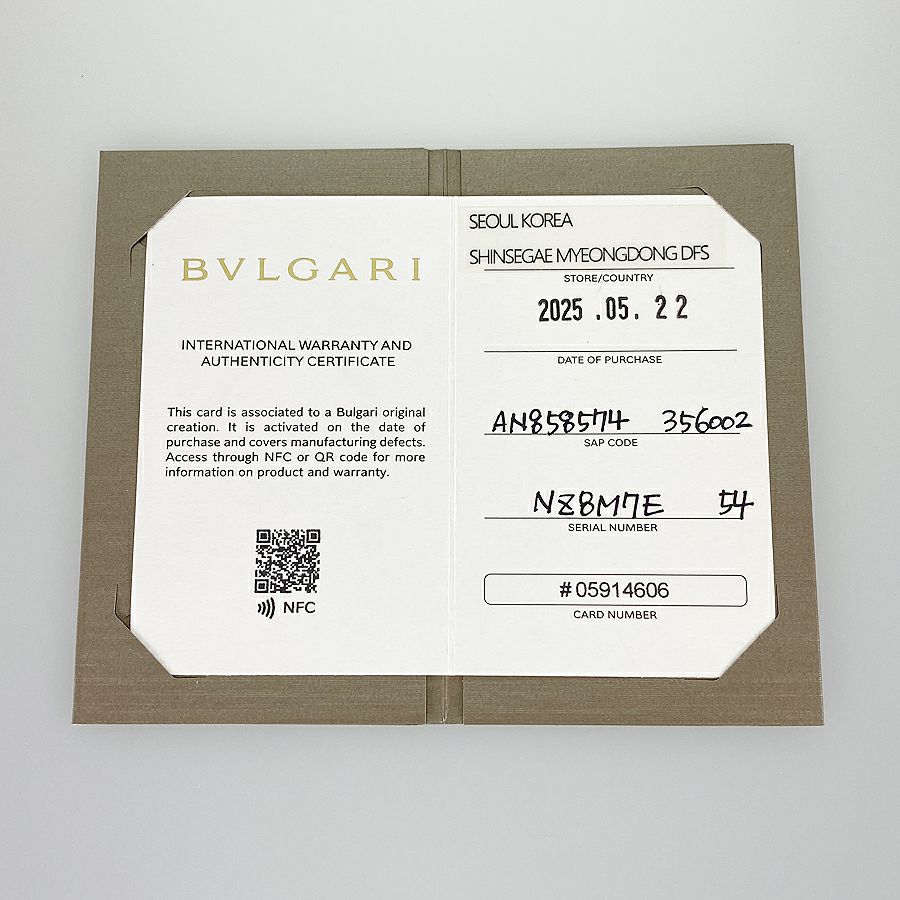 BVLGARI
INTERNATIONAL WARRANTY AND
AUTHENTICITY CERTIFICATE
This card is associated to a Bulgari original
creation. It is activated on the date of
purchase and covers manufacturing defects.
Access through NFC or QR code for more
information on product and warranty.
NFC
SEOUL KOREA
SHINSEGAE MYEONGDONG DFS
STORE/COUNTRY
2025 .05. 22
DATE OF PURCHASE
AN858574 356002
SAP CODE
NZ8M7E 54
SERIAL NUMBER
#05914606
CARD NUMBER